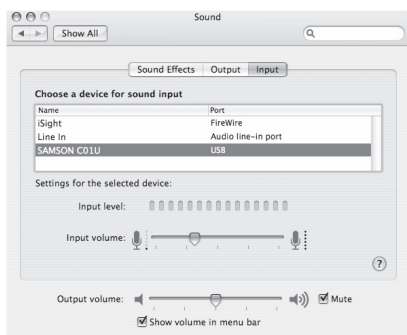 Sound
Show All
Sound Effects Output Input
Choose a device for sound input
Name Port
iSight FireWire
Line In Audio line-in port
SAMSON C01U USB
Settings for the selected device:
Input level:
Input volume:
?
Output volume: Mute
Show volume in menu bar